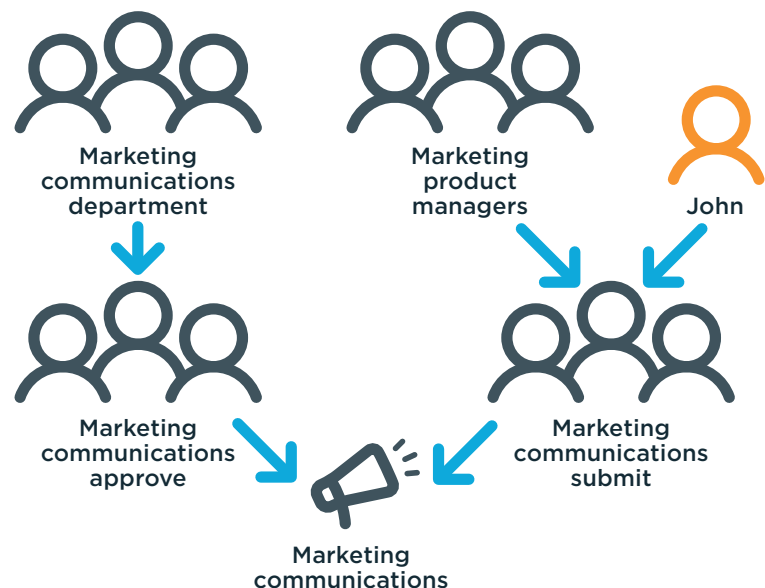 Marketing
communications
department
Marketing
product
managers
John
Marketing
communications
approve
Marketing
communications
submit
Marketing
communications